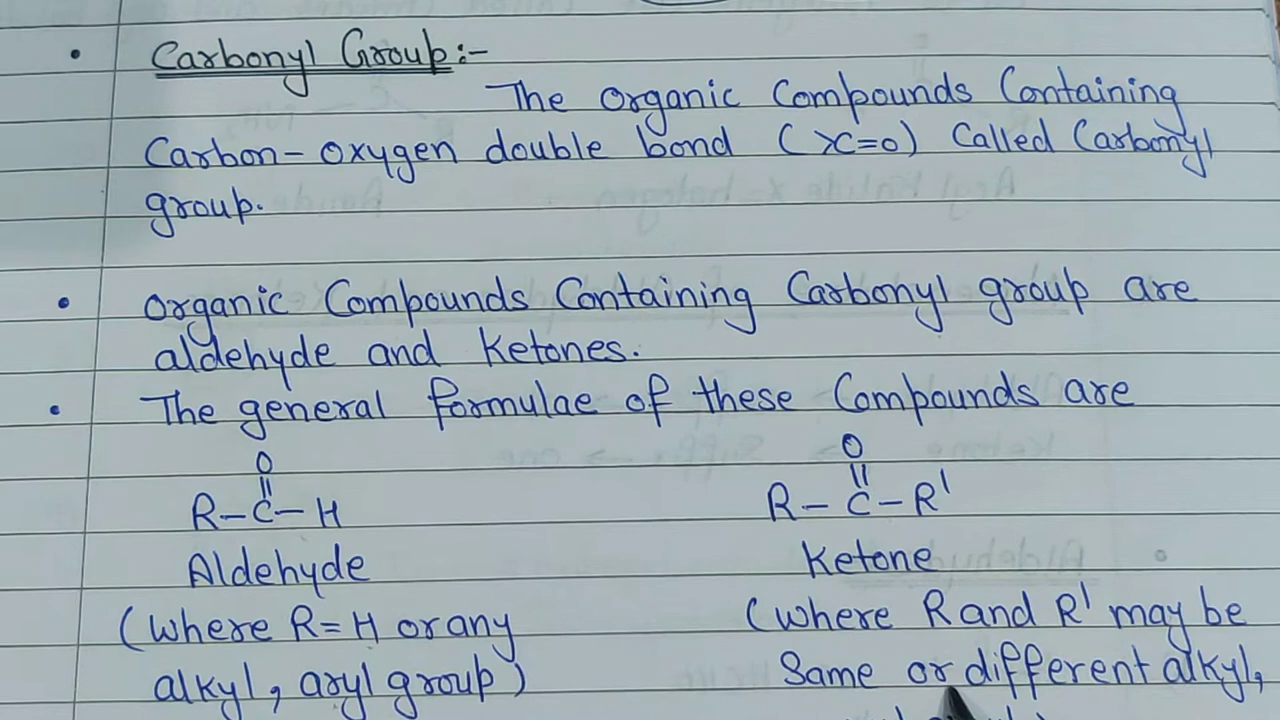 • Carbonyl Group:-
The organic Compounds Containing
Carbon-oxygen double bond (>C=O) Called Carbonyl
group.
• Organic Compounds Containing Carbonyl group are
aldehyde and Ketones.
• The general formulae of these Compounds are
O O
|| ||
R-C-H R-C-R'
Aldehyde Ketone
(where R=H or any (where R and R' may be
alkyl, aryl group) Same or different alkyl,